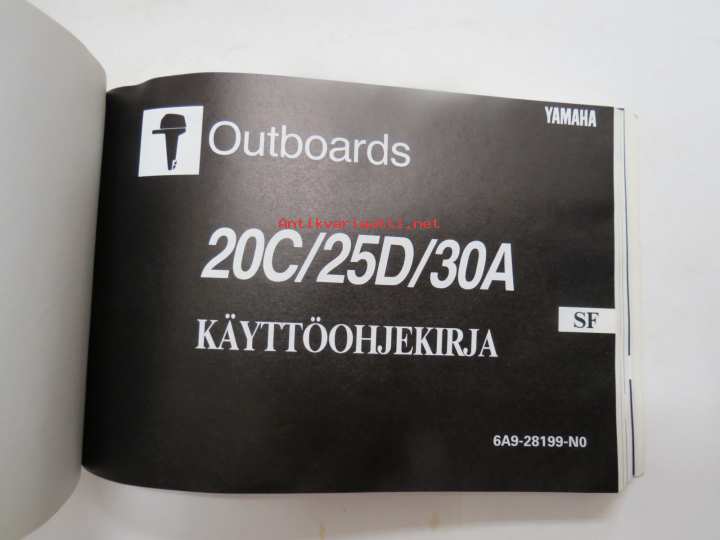 YAMAHA
Outboards
Antikvariaatti.net
20C/25D/30A
SF
KÄYTTÖOHJEKIRJA
6A9-28199-N0